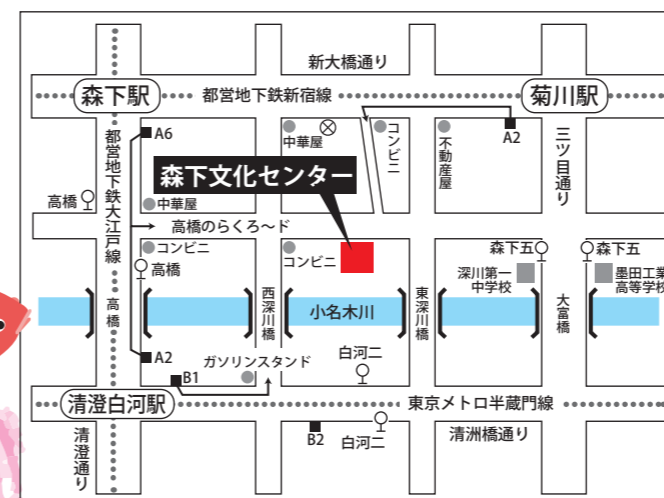 新大橋通り
森下駅
都営地下鉄新宿線
菊川駅
A6
中華屋
コンビニ
不動産屋
A2
三ツ目通り
都営地下鉄大江戸線
森下文化センター
高橋
中華屋
高橋のらくろ～ド
コンビニ
高橋
コンビニ
森下五
森下五
深川第一
中学校
墨田工業
高等学校
高橋
西深川橋
小名木川
東深川橋
大富橋
A2
ガソリンスタンド
白河二
B1
清澄白河駅
東京メトロ半蔵門線
清澄通り
B2
白河二
清洲橋通り